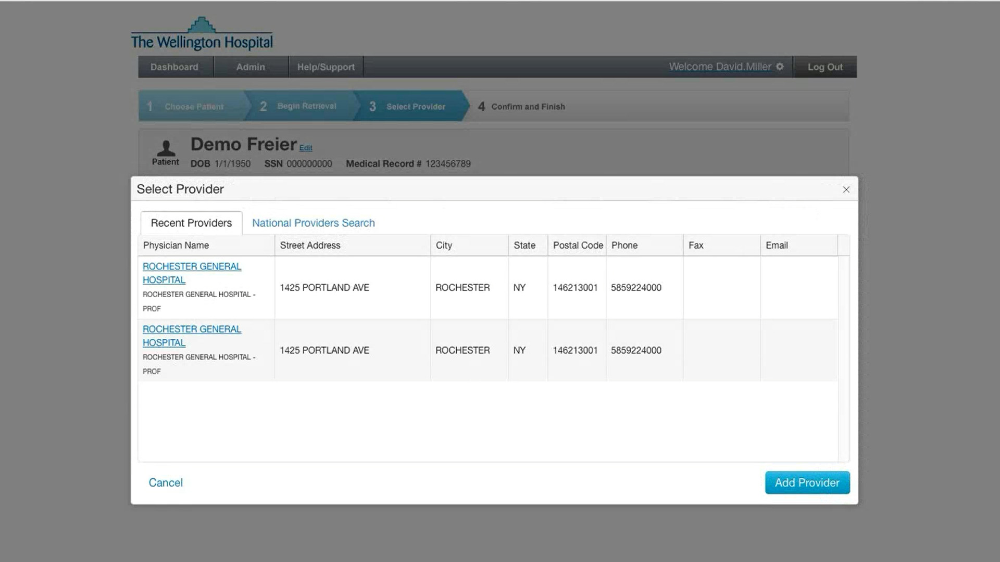 The Wellington Hospital
Dashboard Admin Help/Support Welcome David.Miller Log Out
1 Choose Patient 2 Begin Retrieval 3 Select Provider 4 Confirm and Finish
Demo Freier Edit
Patient DOB 1/1/1950 SSN 000000000 Medical Record # 123456789
Select Provider
Recent Providers National Providers Search
Physician Name Street Address City State Postal Code Phone Fax Email
ROCHESTER GENERAL
HOSPITAL
ROCHESTER GENERAL HOSPITAL -
PROF
1425 PORTLAND AVE ROCHESTER NY 146213001 5859224000
ROCHESTER GENERAL
HOSPITAL
ROCHESTER GENERAL HOSPITAL -
PROF
1425 PORTLAND AVE ROCHESTER NY 146213001 5859224000
Cancel Add Provider